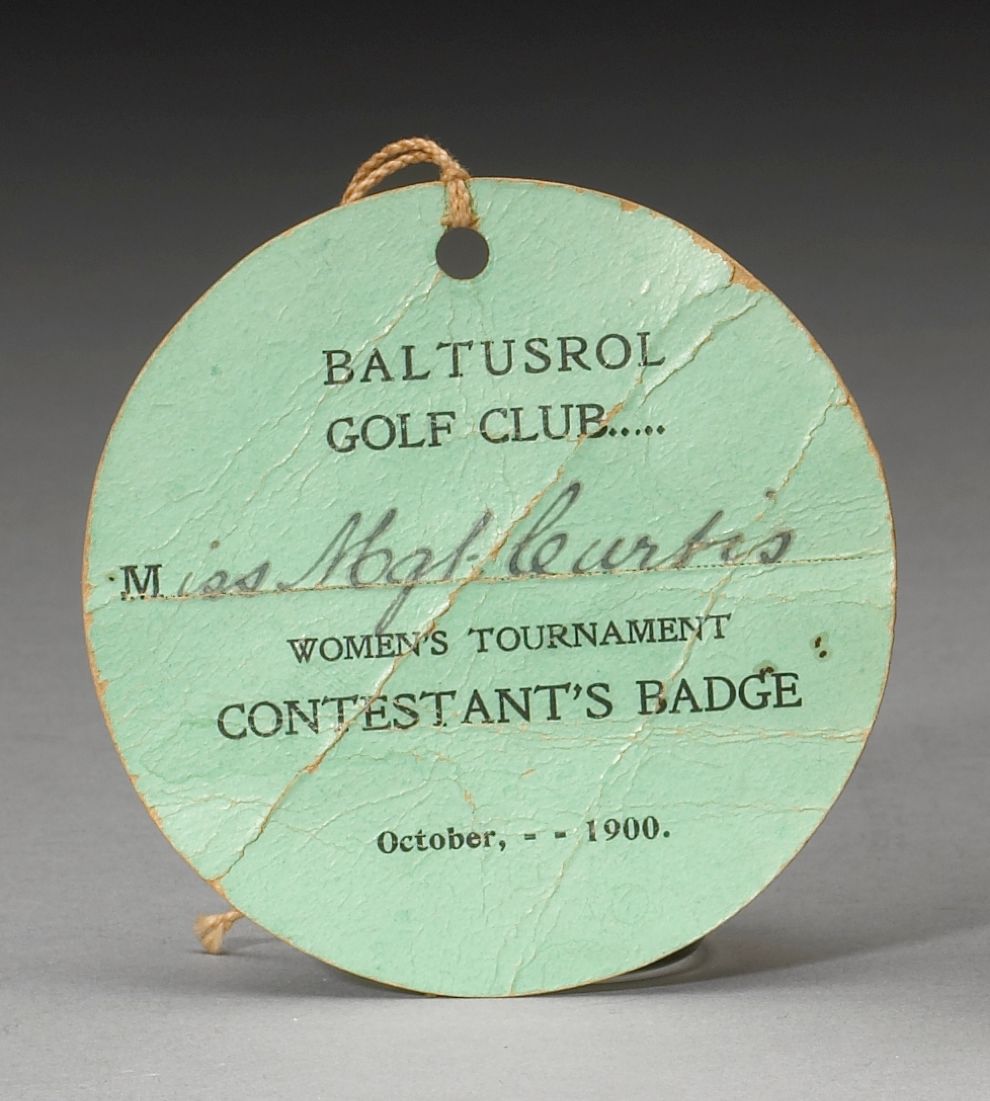 BALTUSROL
GOLF CLUB.....
Miss Mgt. Curtis
WOMEN'S TOURNAMENT
CONTESTANT'S BADGE
October, - - 1900.